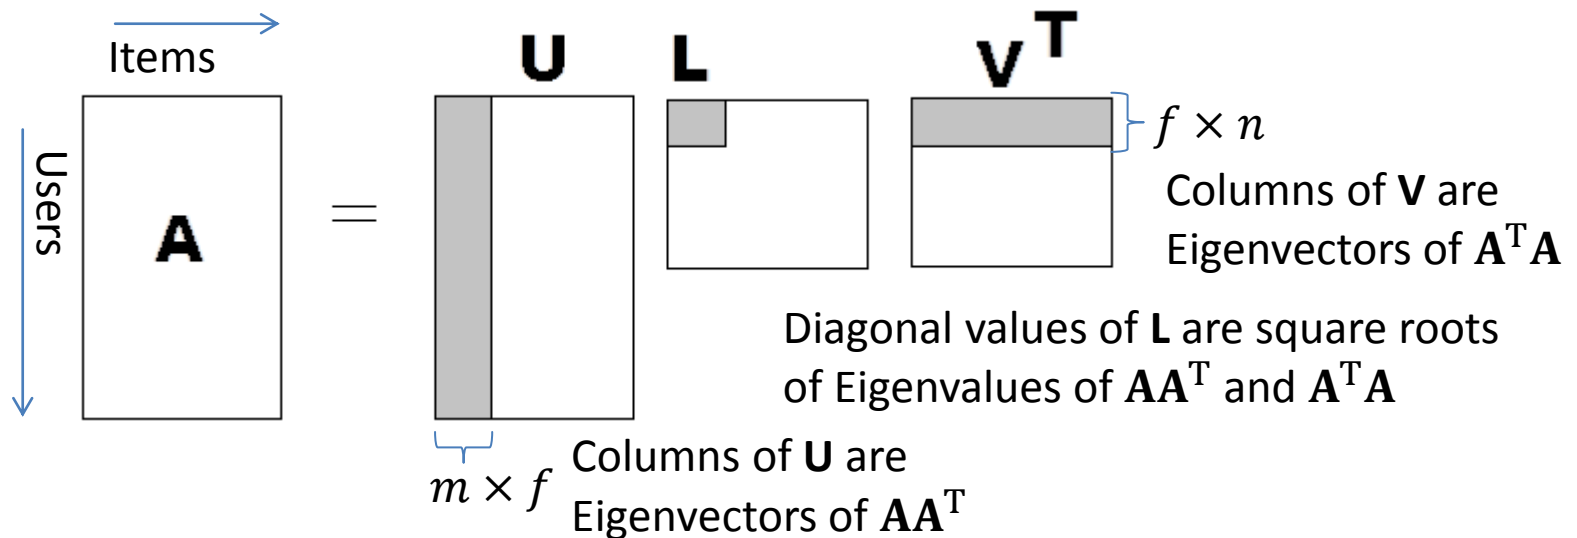 Items
Users
A
=
U
L
V^T
f × n
Columns of V are
Eigenvectors of A^T A
Diagonal values of L are square roots
of Eigenvalues of AA^T and A^T A
m × f
Columns of U are
Eigenvectors of AA^T